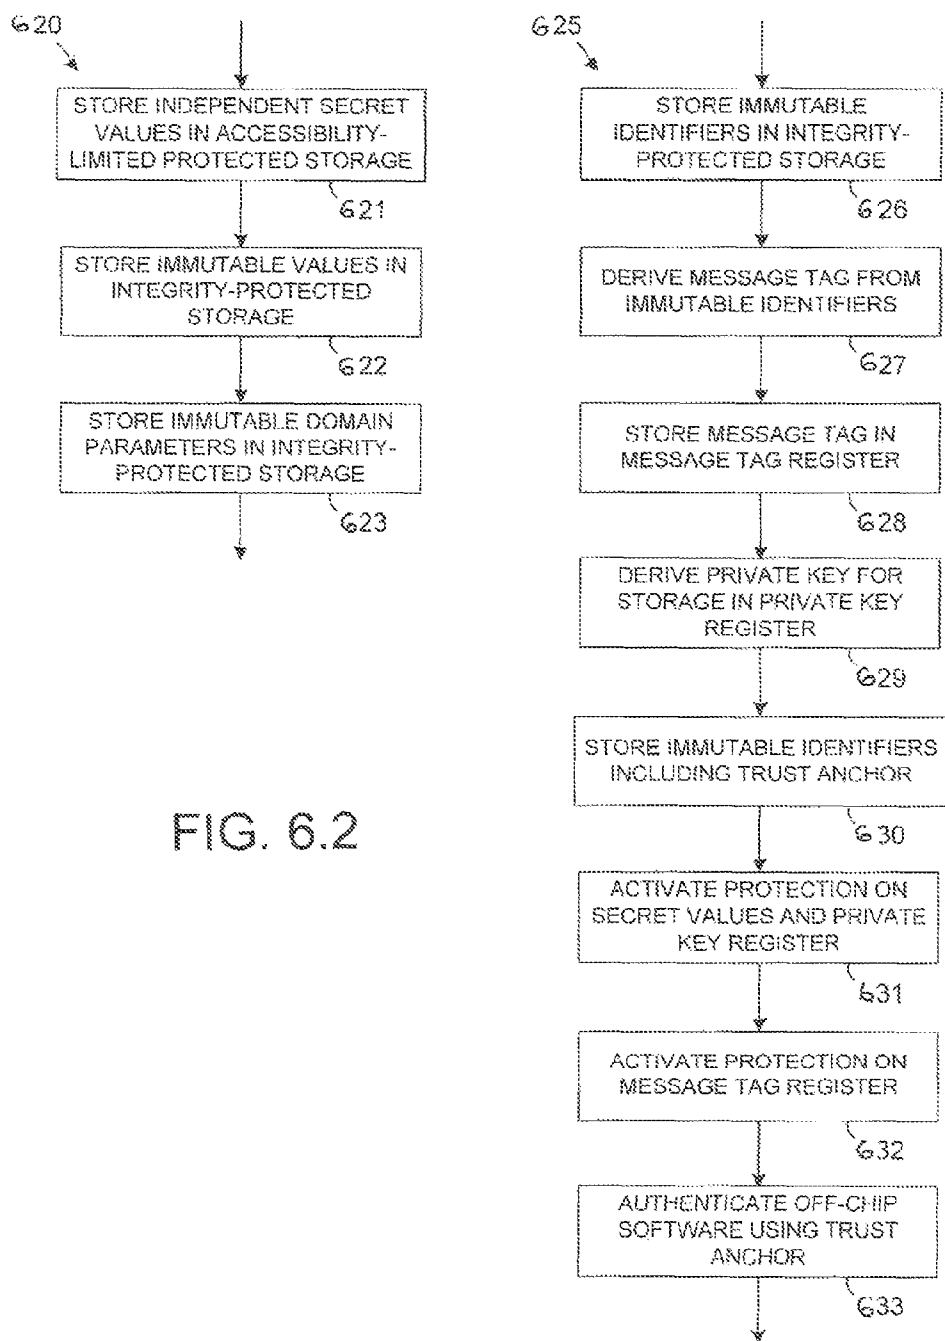 620
STORE INDEPENDENT SECRET
VALUES IN ACCESSIBILITY-
LIMITED PROTECTED STORAGE
621
STORE IMMUTABLE VALUES IN
INTEGRITY-PROTECTED
STORAGE
622
STORE IMMUTABLE DOMAIN
PARAMETERS IN INTEGRITY-
PROTECTED STORAGE
623
625
STORE IMMUTABLE
IDENTIFIERS IN INTEGRITY-
PROTECTED STORAGE
626
DERIVE MESSAGE TAG FROM
IMMUTABLE IDENTIFIERS
627
STORE MESSAGE TAG IN
MESSAGE TAG REGISTER
628
DERIVE PRIVATE KEY FOR
STORAGE IN PRIVATE KEY
REGISTER
629
STORE IMMUTABLE IDENTIFIERS
INCLUDING TRUST ANCHOR
630
ACTIVATE PROTECTION ON
SECRET VALUES AND PRIVATE
KEY REGISTER
631
ACTIVATE PROTECTION ON
MESSAGE TAG REGISTER
632
AUTHENTICATE OFF-CHIP
SOFTWARE USING TRUST
ANCHOR
633
FIG. 6.2